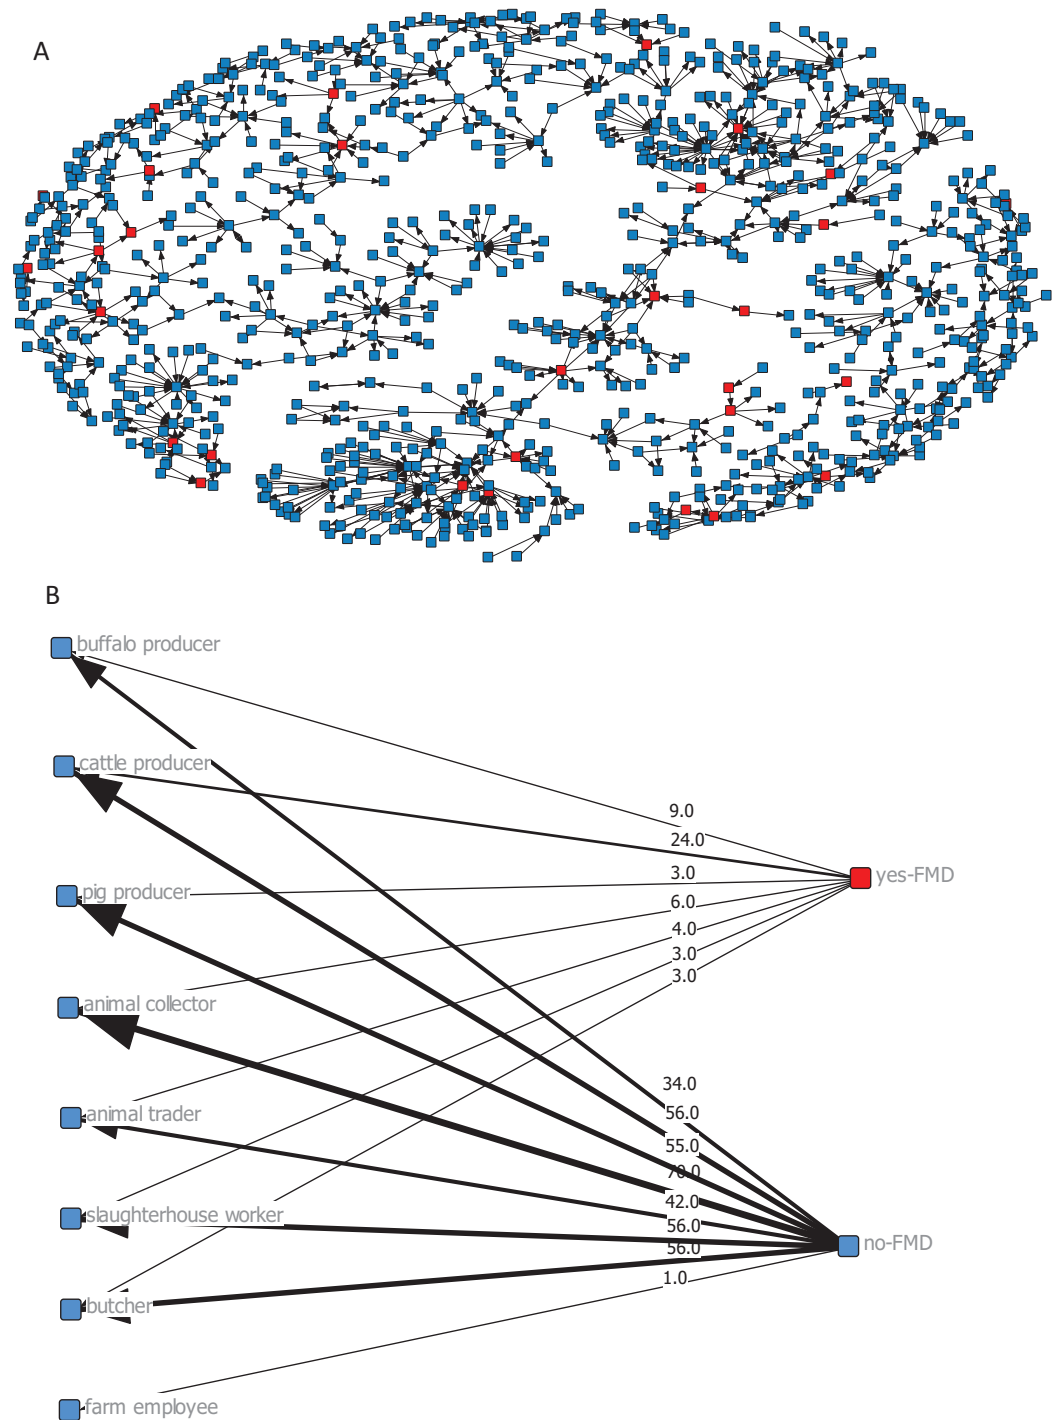 A
B
buffalo producer
cattle producer
9.0
24.0
pig producer
3.0
yes-FMD
6.0
4.0
3.0
3.0
animal collector
34.0
animal trader
56.0
55.0
42.0
slaughterhouse worker
56.0
no-FMD
56.0
1.0
butcher
farm employee